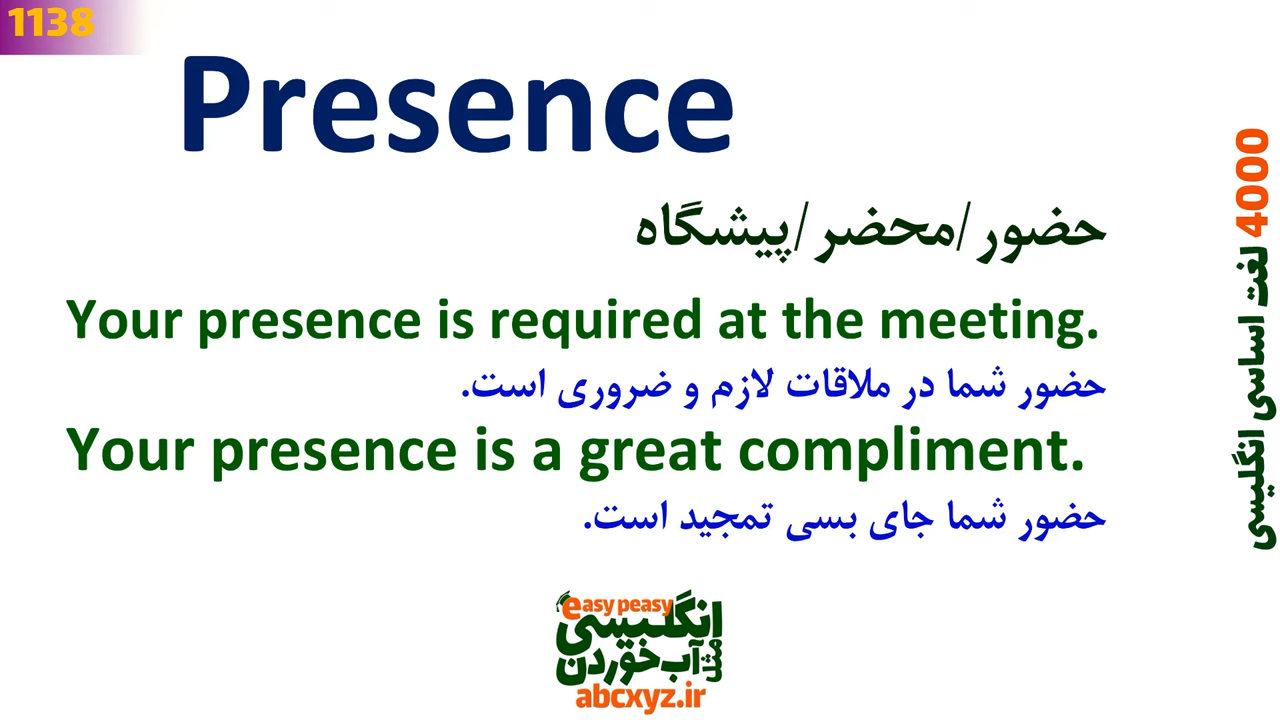 1138
Presence
حضور/محضر/پیشگاه
Your presence is required at the meeting.
حضور شما در ملاقات لازم و ضروری است.
Your presence is a great compliment.
حضور شما جای بسی تمجید است.
4000 لغت اساسی انگلیسی
easy peasy
انگلیسی
مثل آب خوردن
abcxyz.ir